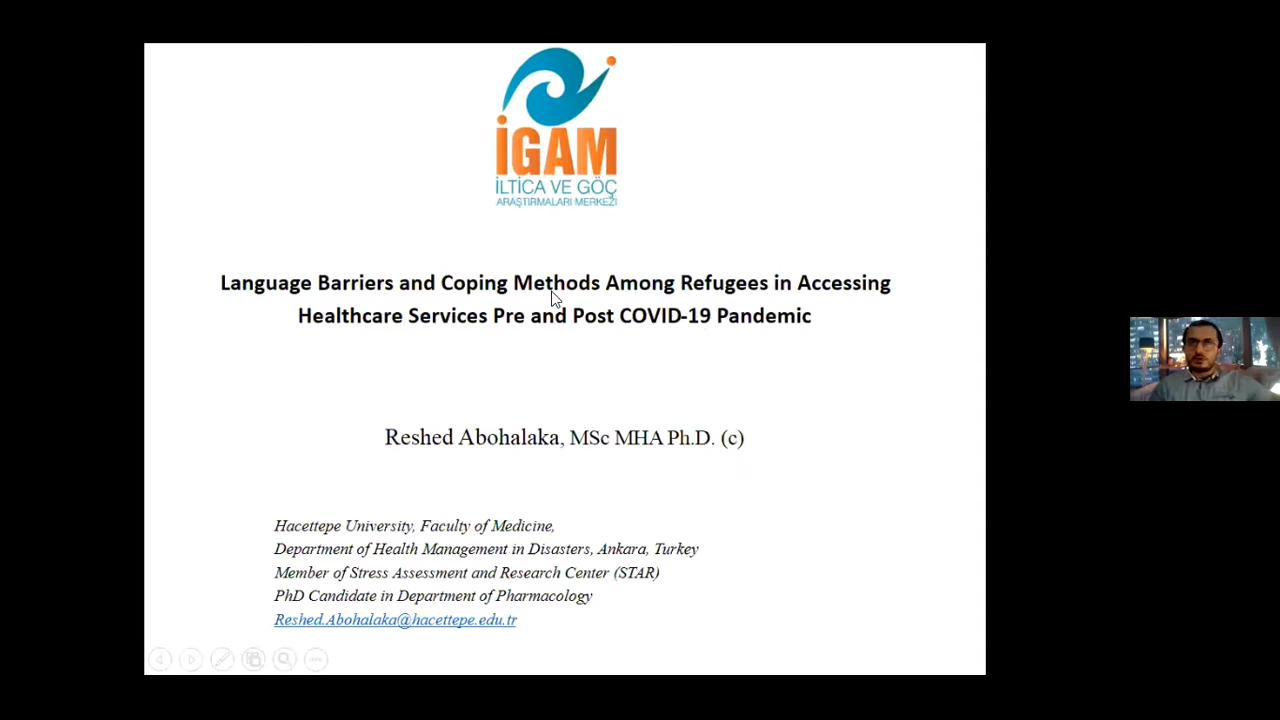 İGAM
İLTİCA VE GÖÇ
ARAŞTIRMALARI MERKEZİ
Language Barriers and Coping Methods Among Refugees in Accessing
Healthcare Services Pre and Post COVID-19 Pandemic
Reshed Abohalaka, MSc MHA Ph.D. (c)
Hacettepe University, Faculty of Medicine,
Department of Health Management in Disasters, Ankara, Turkey
Member of Stress Assessment and Research Center (STAR)
PhD Candidate in Department of Pharmacology
Reshed.Abohalaka@hacettepe.edu.tr